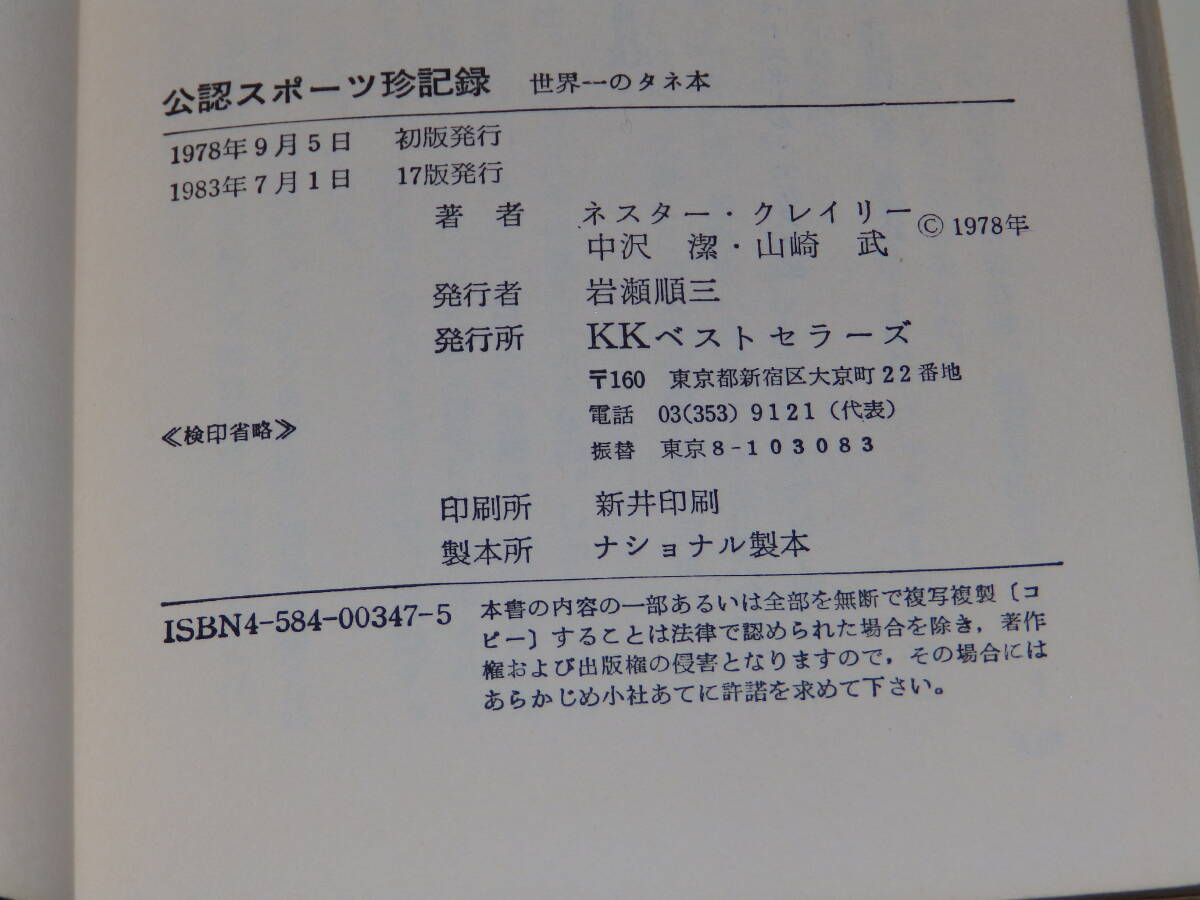 公認スポーツ珍記録 世界一のタネ本
1978年9月5日 初版発行
1983年7月1日 17版発行
著者 ネスター・クレイリー
中沢 潔・山崎 武 © 1978年
発行者 岩瀬順三
発行所 KKベストセラーズ
〒160 東京都新宿区大京町22番地
電話 03(353)9121(代表)
≪検印省略≫
振替 東京8-103083
印刷所 新井印刷
製本所 ナショナル製本
ISBN4-584-00347-5
本書の内容の一部あるいは全部を無断で複写複製〔コ
ピー〕することは法律で認められた場合を除き，著作
権および出版権の侵害となりますので，その場合には
あらかじめ小社あてに許諾を求めて下さい。